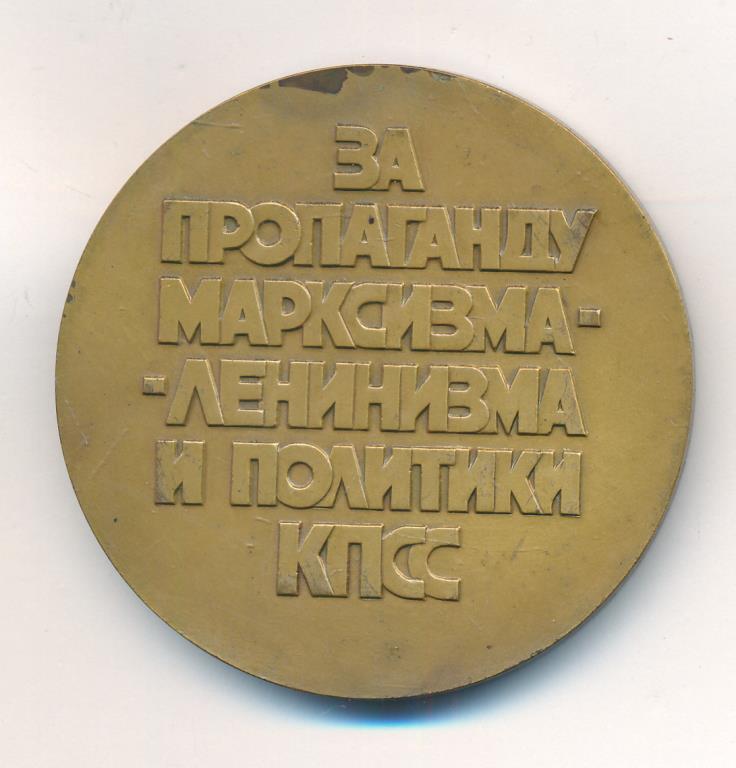 ЗА
ПРОПАГАНДУ
МАРКСИЗМА-
-ЛЕНИНИЗМА
И ПОЛИТИКИ
КПСС